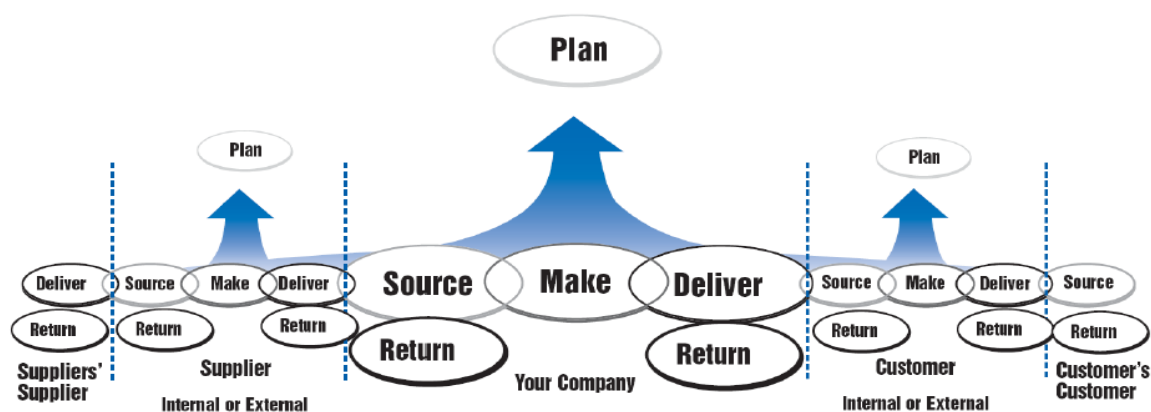 Plan
Plan
Plan
Deliver Source Make Deliver Source Make Deliver Source Make Deliver Source
Return Return Return Return Return Return Return Return
Suppliers' Supplier Your Company Customer Customer's
Supplier Internal or External Internal or External Customer